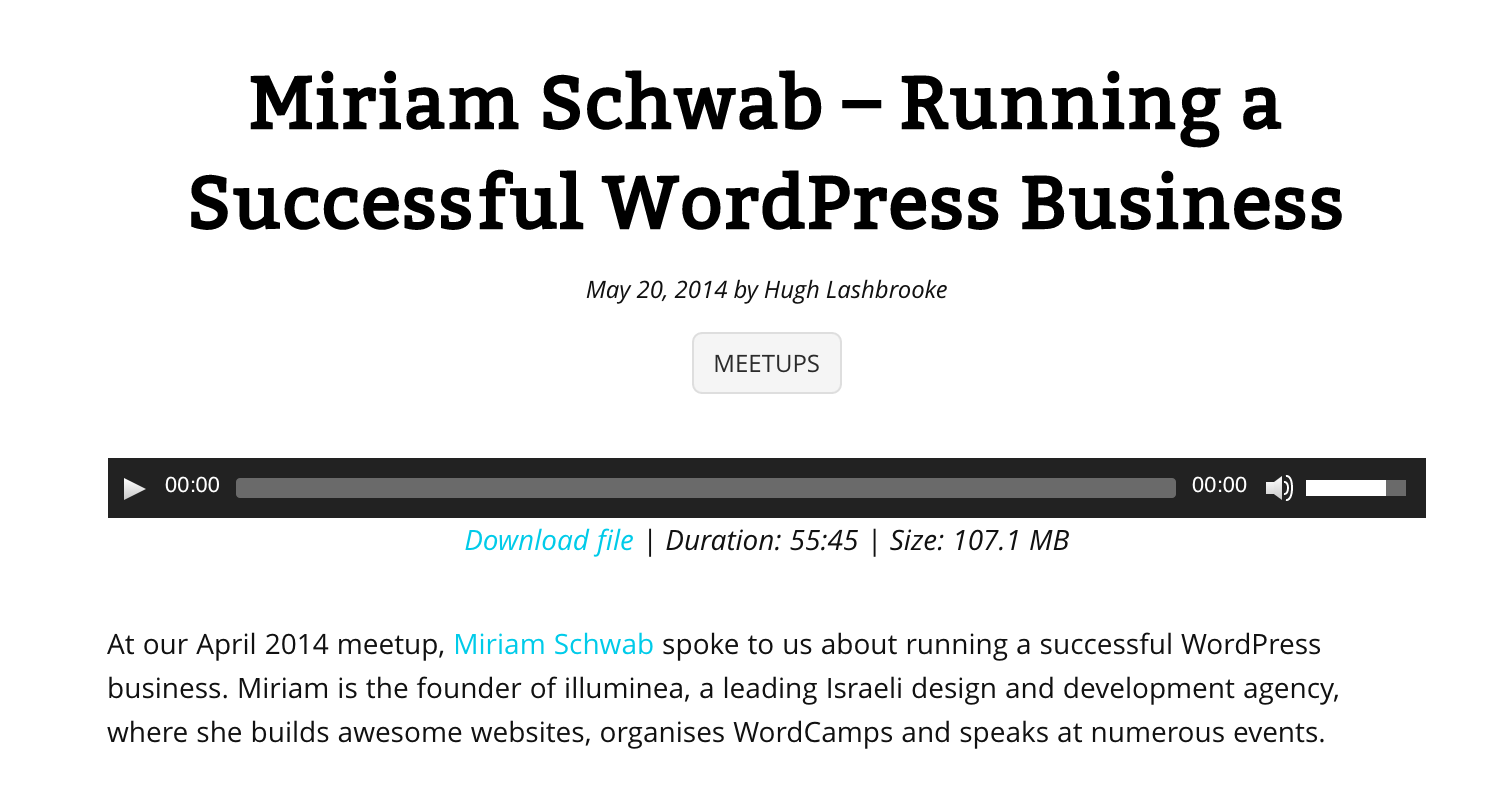 Miriam Schwab – Running a
Successful WordPress Business
May 20, 2014 by Hugh Lashbrooke
MEETUPS
00:00 00:00
Download file | Duration: 55:45 | Size: 107.1 MB
At our April 2014 meetup, Miriam Schwab spoke to us about running a successful WordPress
business. Miriam is the founder of illuminea, a leading Israeli design and development agency,
where she builds awesome websites, organises WordCamps and speaks at numerous events.